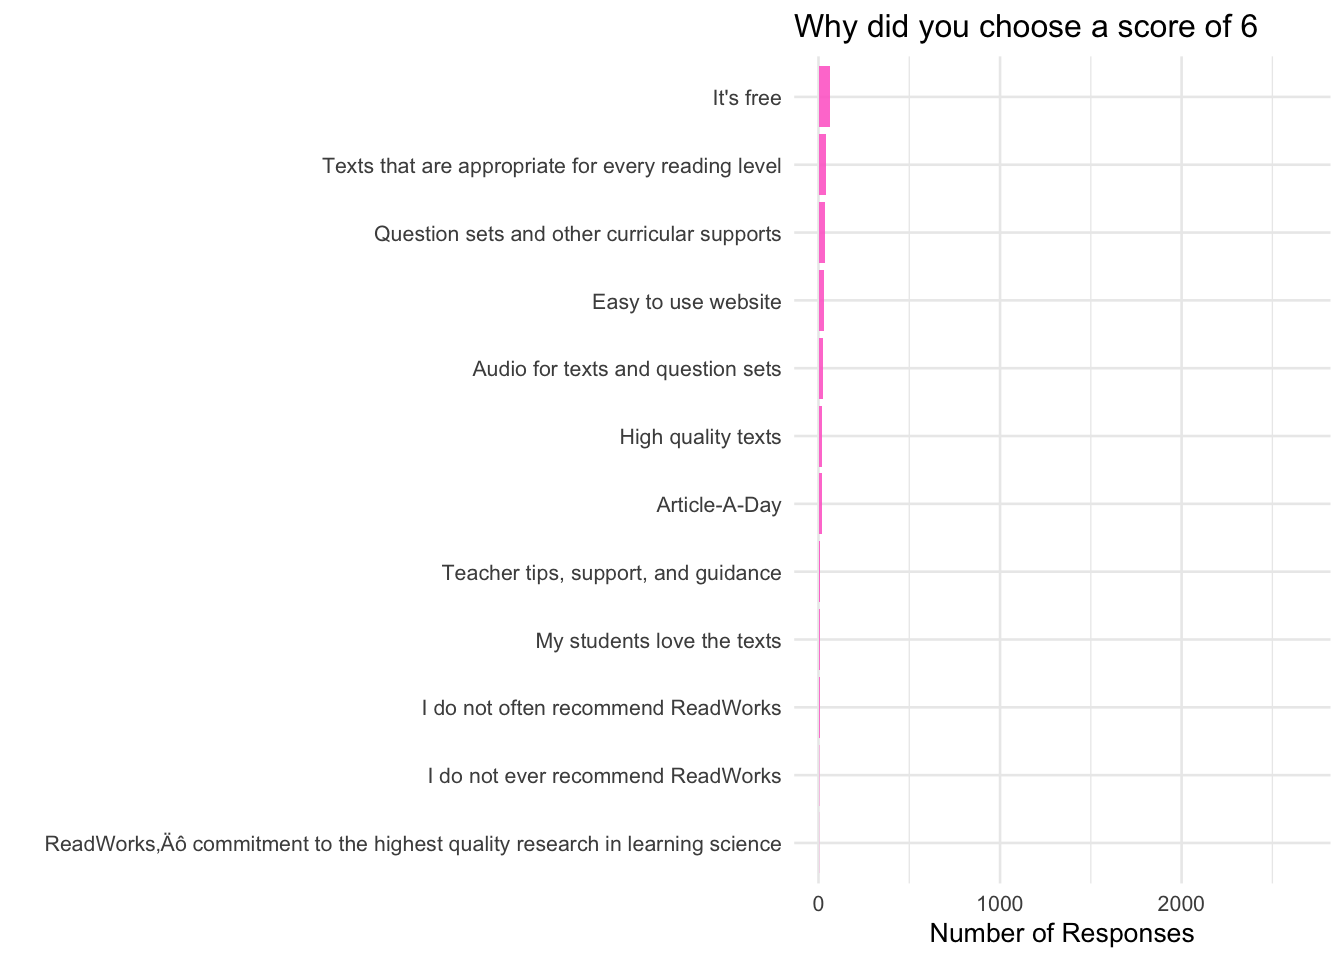 Why did you choose a score of 6
It's free
Texts that are appropriate for every reading level
Question sets and other curricular supports
Easy to use website
Audio for texts and question sets
High quality texts
Article-A-Day
Teacher tips, support, and guidance
My students love the texts
I do not often recommend ReadWorks
I do not ever recommend ReadWorks
ReadWorks‚Äô commitment to the highest quality research in learning science
0 1000 2000
Number of Responses